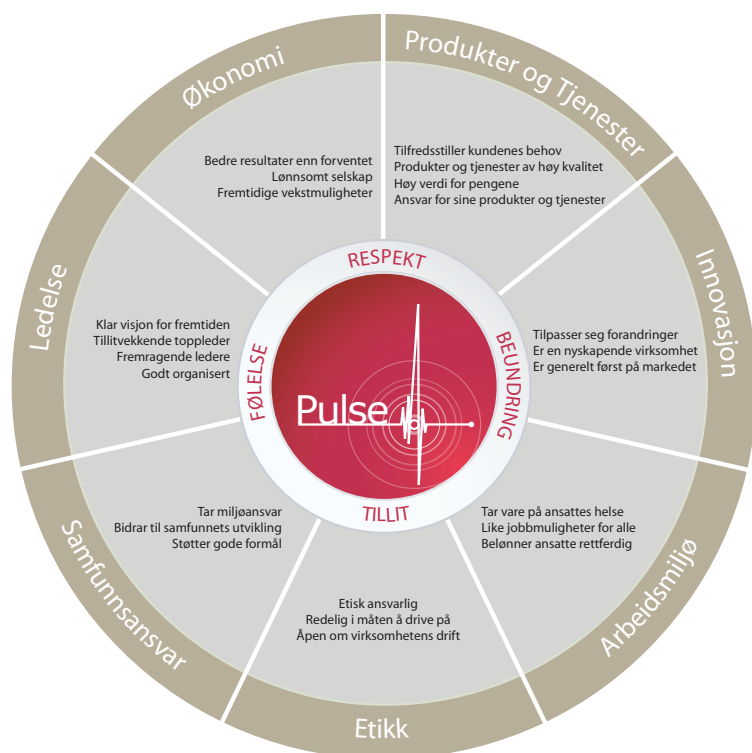 Økonomi
Bedre resultater enn forventet
Lønnsomt selskap
Fremtidige vekstmuligheter
Produkter og Tjenester
Tilfredsstiller kundenes behov
Produkter og tjenester av høy kvalitet
Høy verdi for pengene
Ansvar for sine produkter og tjenester
Innovasjon
Tilpasser seg forandringer
Er en nyskapende virksomhet
Er generelt først på markedet
Arbeidsmiljø
Tar vare på ansattes helse
Like jobbmuligheter for alle
Belønner ansatte rettferdig
Etikk
Etisk ansvarlig
Redelig i måten å drive på
Åpen om virksomhetens drift
Samfunnsansvar
Tar miljøansvar
Bidrar til samfunnets utvikling
Støtter gode formål
Ledelse
Klar visjon for fremtiden
Tillitvekkende toppleder
Fremragende ledere
Godt organisert
RESPEKT
BEUNDRING
TILLIT
FØLELSE
Pulse